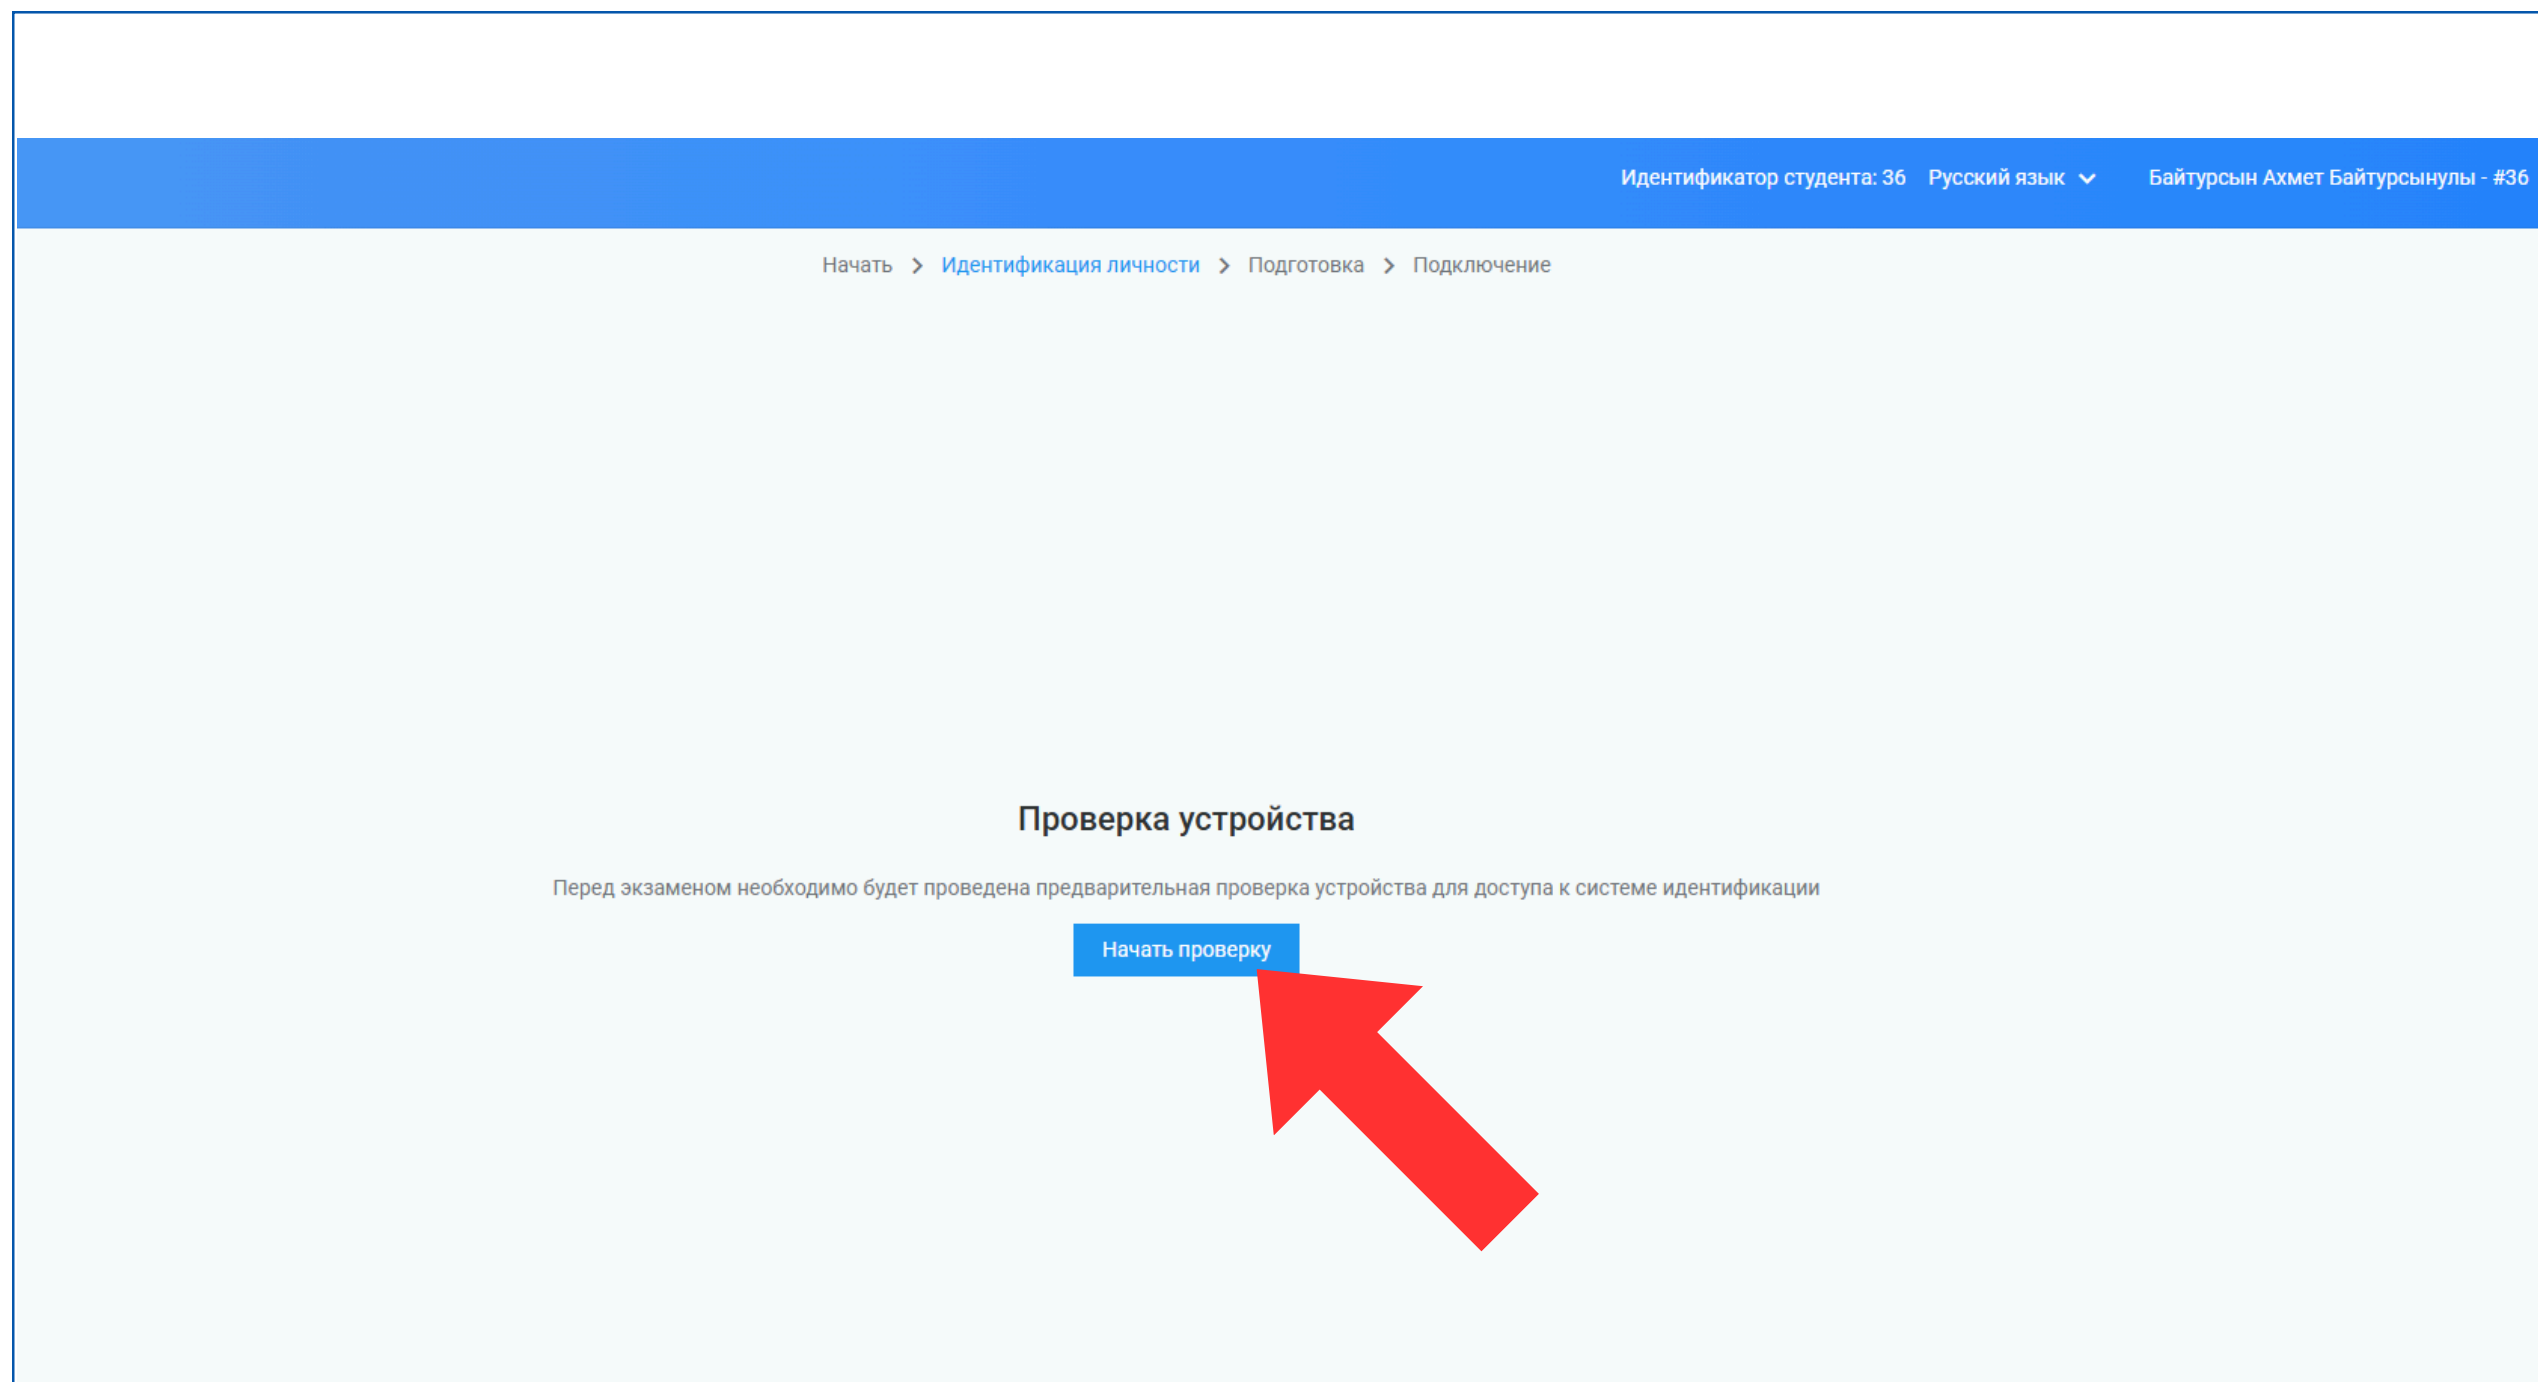 Идентификатор студента: 36 Русский язык Байтурсын Ахмет Байтурсынулы - #36
Начать > Идентификация личности > Подготовка > Подключение
Проверка устройства
Перед экзаменом необходимо будет проведена предварительная проверка устройства для доступа к системе идентификации
Начать проверку